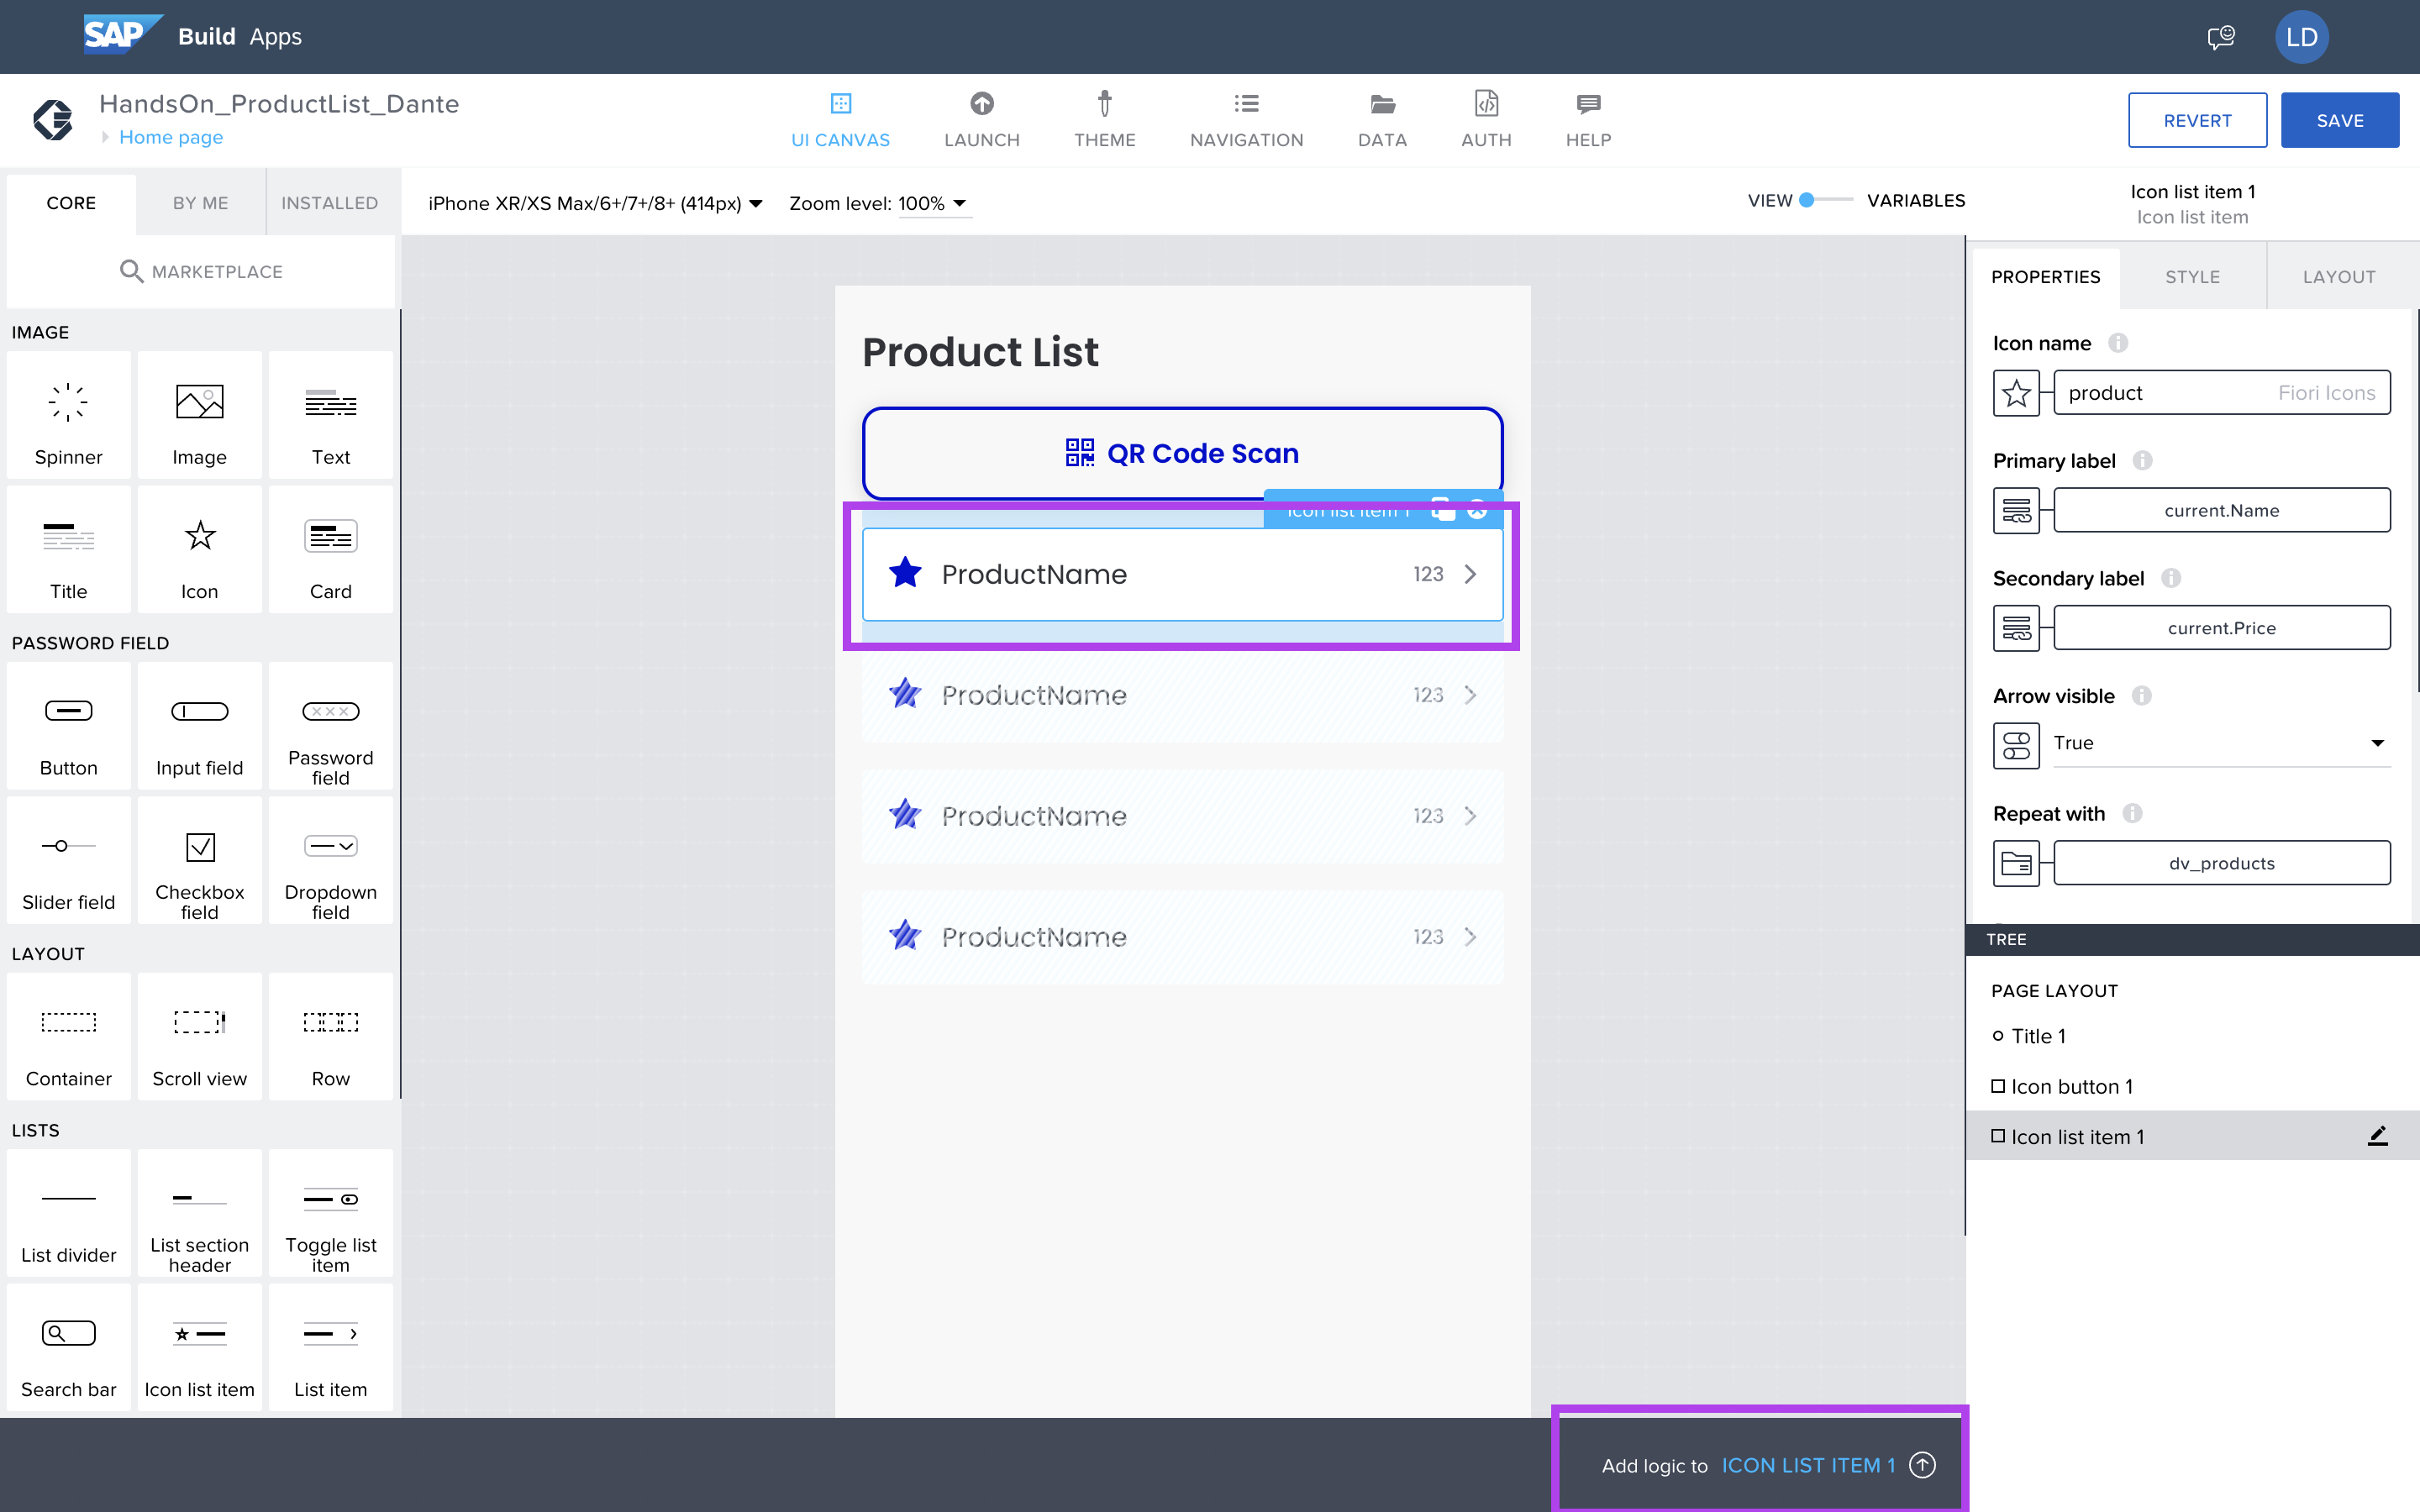 SAP Build Apps
LD
HandsOn_ProductList_Dante
Home page
UI CANVAS
LAUNCH
THEME
NAVIGATION
DATA
AUTH
HELP
REVERT
SAVE
CORE
BY ME
INSTALLED
MARKETPLACE
iPhone XR/XS Max/6+/7+/8+ (414px)
Zoom level: 100%
VIEW
VARIABLES
Icon list item 1
Icon list item
IMAGE
Spinner
Image
Text
Title
Icon
Card
PASSWORD FIELD
Button
Input field
Password
field
Slider field
Checkbox
field
Dropdown
field
LAYOUT
Container
Scroll view
Row
LISTS
List divider
List section
header
Toggle list
item
Search bar
Icon list item
List item
Product List
QR Code Scan
Icon list item 1
ProductName 123
ProductName 123
ProductName 123
ProductName 123
Add logic to ICON LIST ITEM 1
PROPERTIES
STYLE
LAYOUT
Icon name
product Fiori Icons
Primary label
current.Name
Secondary label
current.Price
Arrow visible
True
Repeat with
dv_products
TREE
PAGE LAYOUT
Title 1
Icon button 1
Icon list item 1